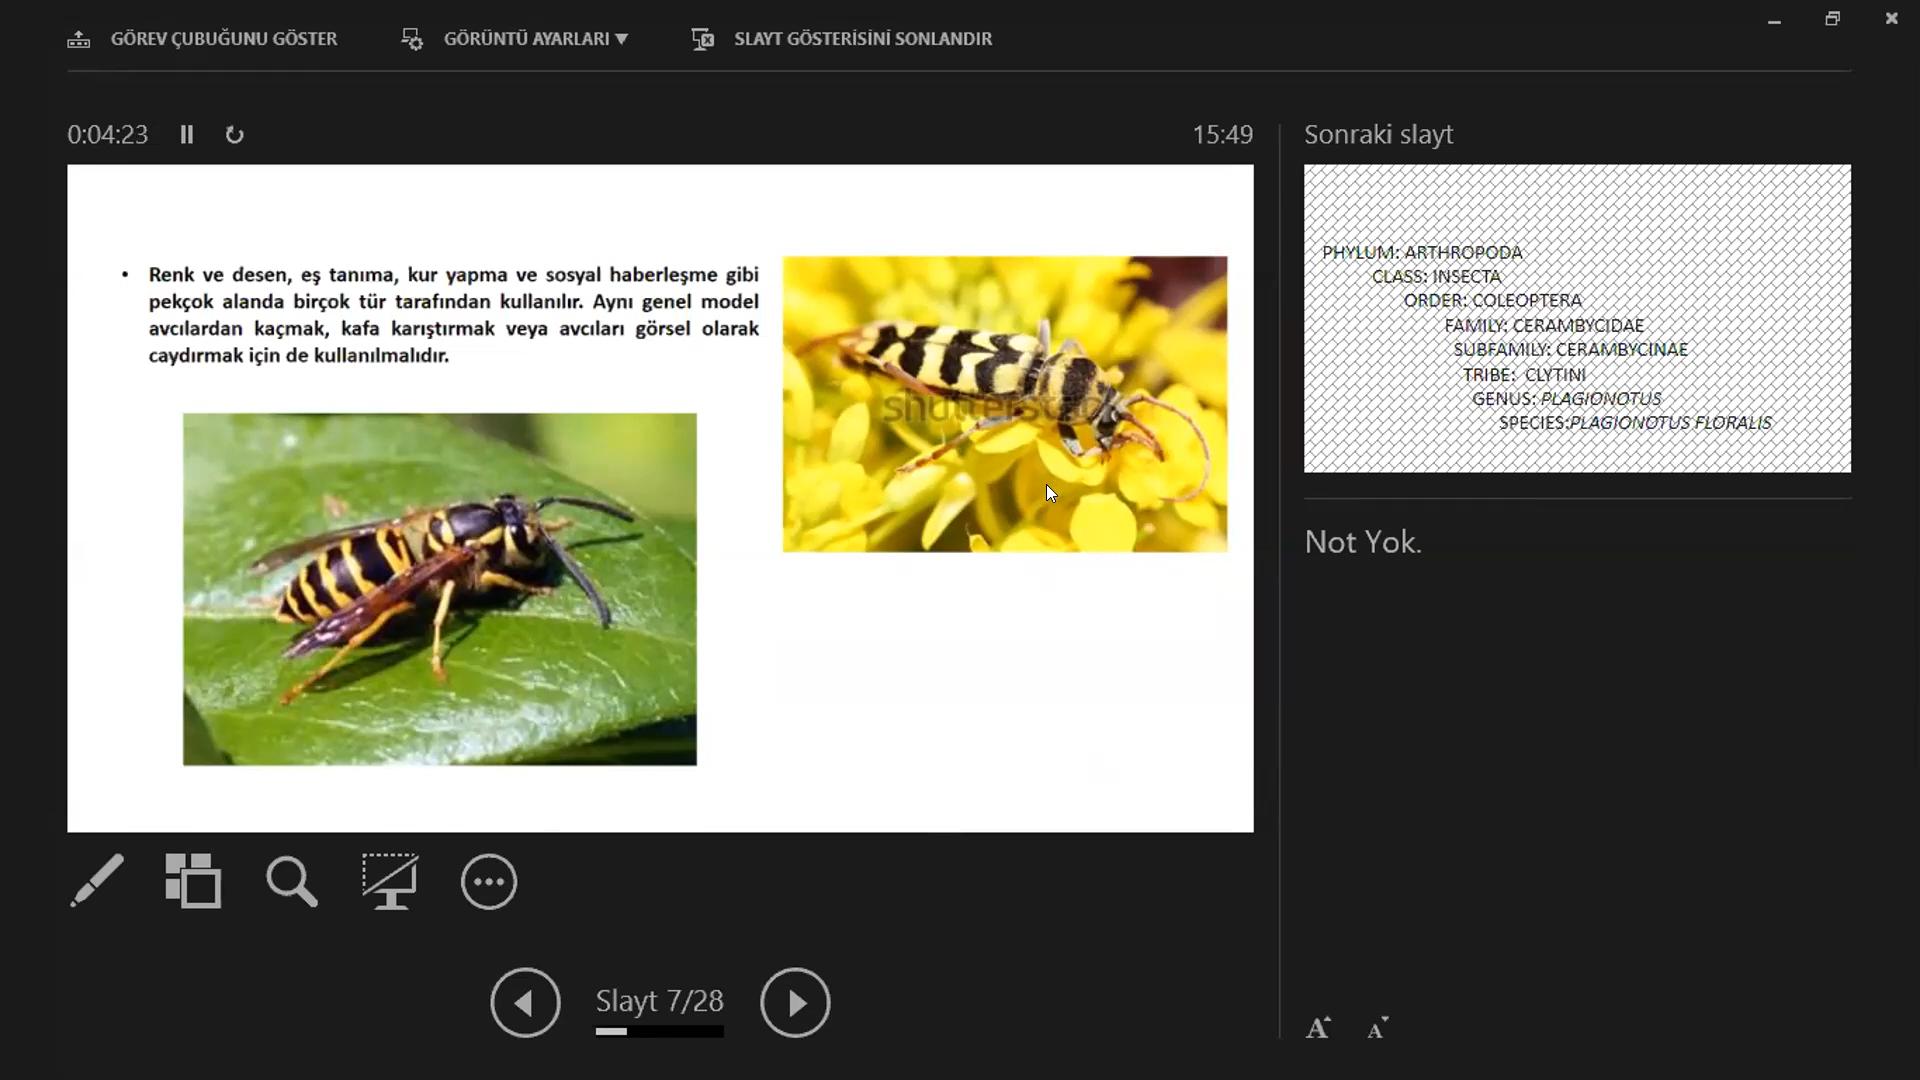 GÖREV ÇUBUĞUNU GÖSTER
GÖRÜNTÜ AYARLARI
SLAYT GÖSTERİSİNİ SONLANDIR
0:04:23
15:49
• Renk ve desen, eş tanıma, kur yapma ve sosyal haberleşme gibi
pekçok alanda birçok tür tarafından kullanılır. Aynı genel model
avcılardan kaçmak, kafa karıştırmak veya avcıları görsel olarak
caydırmak için de kullanılmalıdır.
Slayt 7/28
Sonraki slayt
PHYLUM: ARTHROPODA
CLASS: INSECTA
ORDER: COLEOPTERA
FAMILY: CERAMBYCIDAE
SUBFAMILY: CERAMBYCINAE
TRIBE: CLYTINI
GENUS: PLAGIONOTUS
SPECIES:PLAGIONOTUS FLORALIS
Not Yok.
A A